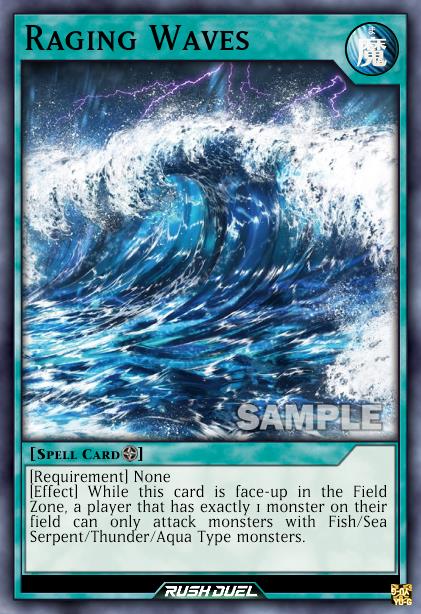 Raging Waves
ま
魔
SAMPLE
[Spell Card]
[Requirement] None
[Effect] While this card is face-up in the Field
Zone, a player that has exactly 1 monster on their
field can only attack monsters with Fish/Sea
Serpent/Thunder/Aqua Type monsters.
RUSH DUEL